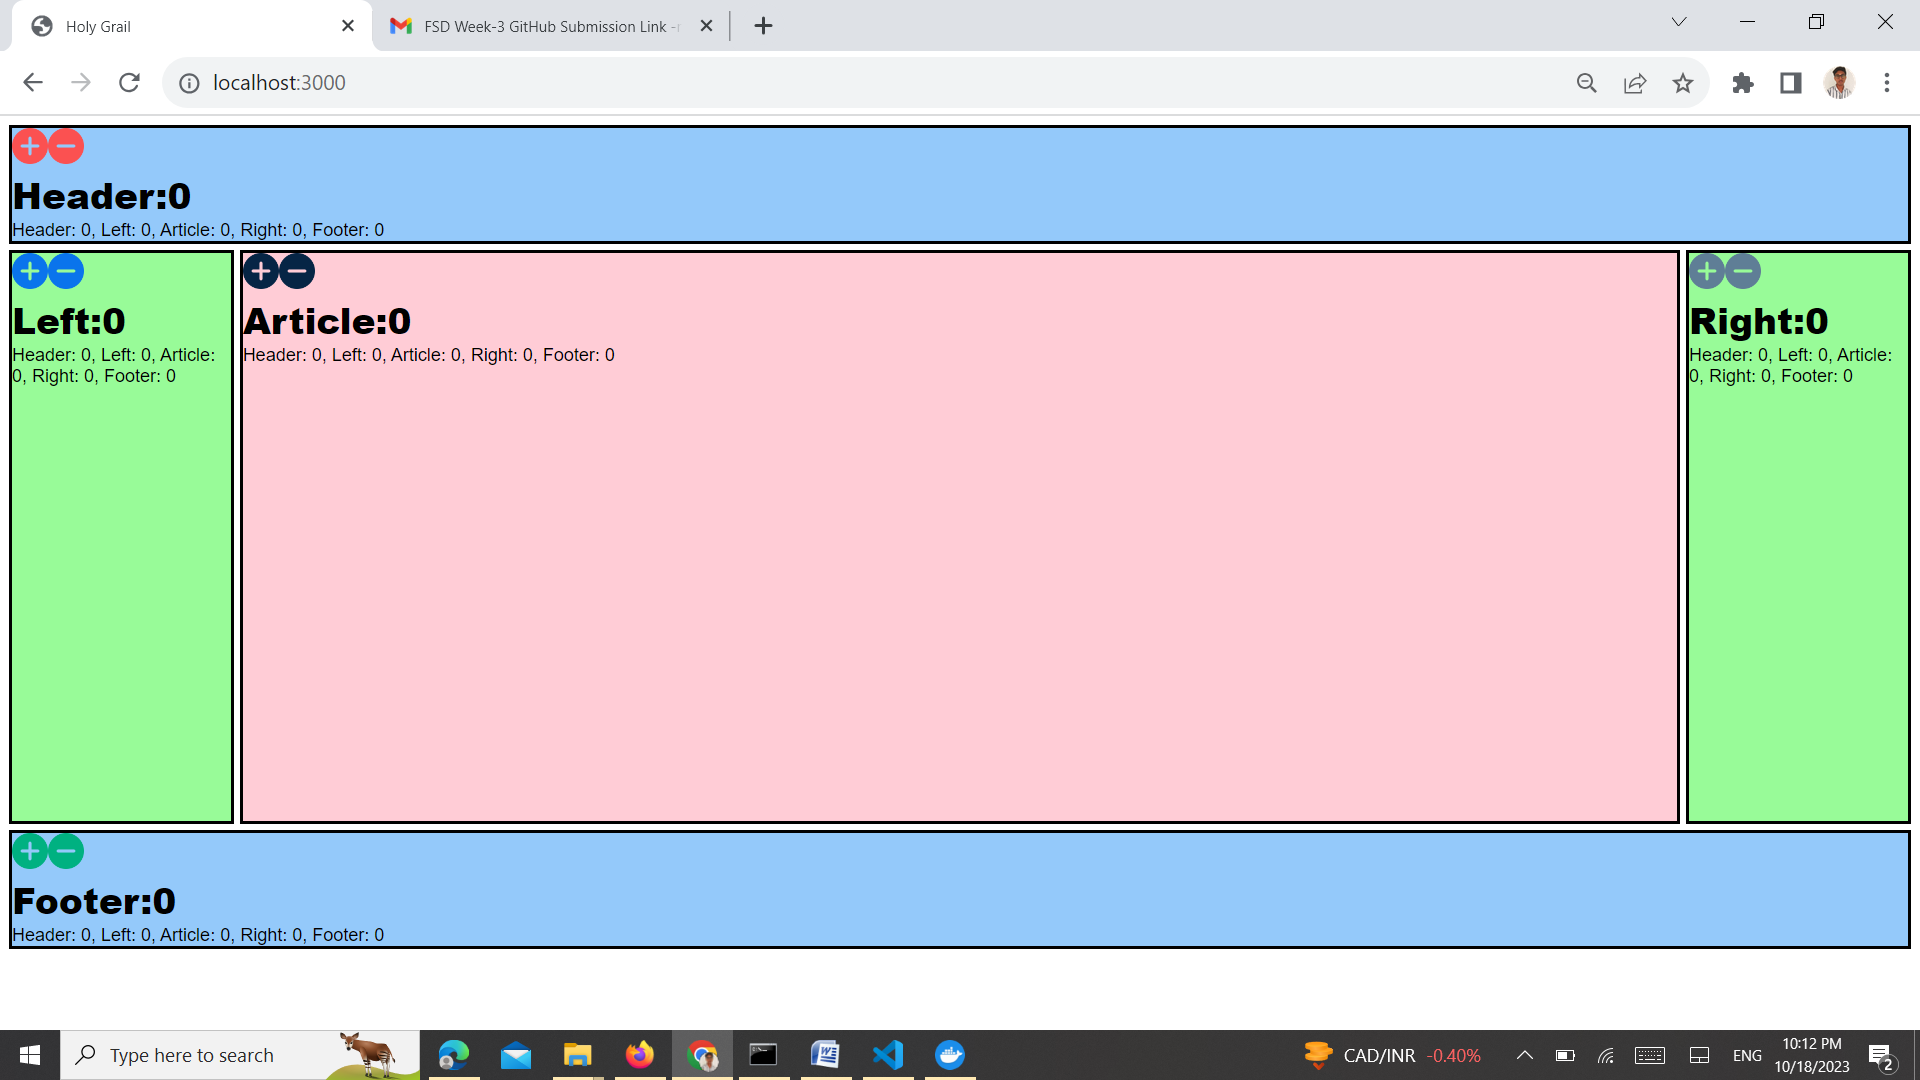 Holy Grail
FSD Week-3 GitHub Submission Link -
localhost:3000
Header:0
Header: 0, Left: 0, Article: 0, Right: 0, Footer: 0
Left:0
Header: 0, Left: 0, Article:
0, Right: 0, Footer: 0
Article:0
Header: 0, Left: 0, Article: 0, Right: 0, Footer: 0
Right:0
Header: 0, Left: 0, Article:
0, Right: 0, Footer: 0
Footer:0
Header: 0, Left: 0, Article: 0, Right: 0, Footer: 0
Type here to search
CAD/INR -0.40%
ENG
10:12 PM
10/18/2023
2